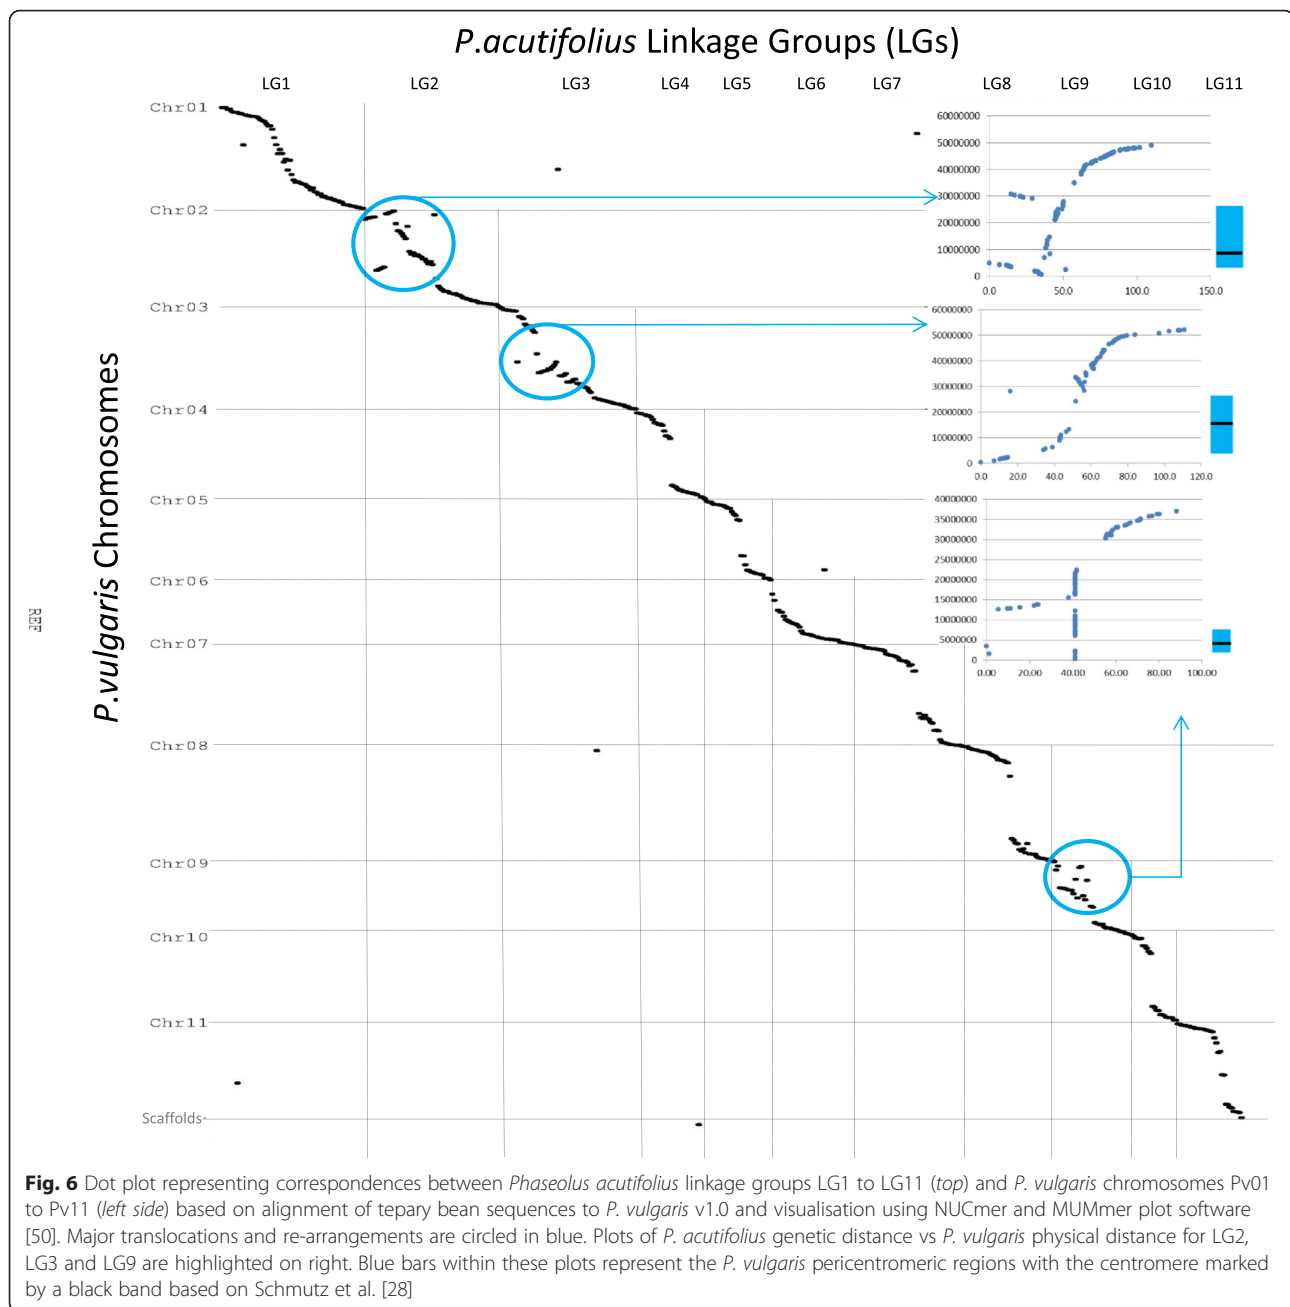 P.acutifolius Linkage Groups (LGs)
LG1 LG2 LG3 LG4 LG5 LG6 LG7 LG8 LG9 LG10 LG11
P.vulgaris Chromosomes
REF
Chr01
Chr02
Chr03
Chr04
Chr05
Chr06
Chr07
Chr08
Chr09
Chr10
Chr11
Scaffolds
60000000
50000000
40000000
30000000
20000000
10000000
0
0.0 50.0 100.0 150.0
60000000
50000000
40000000
30000000
20000000
10000000
0
0.0 20.0 40.0 60.0 80.0 100.0 120.0
40000000
35000000
30000000
25000000
20000000
15000000
10000000
5000000
0
0.00 20.00 40.00 60.00 80.00 100.00
Fig. 6 Dot plot representing correspondences between Phaseolus acutifolius linkage groups LG1 to LG11 (top) and P. vulgaris chromosomes Pv01
to Pv11 (left side) based on alignment of tepary bean sequences to P. vulgaris v1.0 and visualisation using NUCmer and MUMmer plot software
[50]. Major translocations and re-arrangements are circled in blue. Plots of P. acutifolius genetic distance vs P. vulgaris physical distance for LG2,
LG3 and LG9 are highlighted on right. Blue bars within these plots represent the P. vulgaris pericentromeric regions with the centromere marked
by a black band based on Schmutz et al. [28]